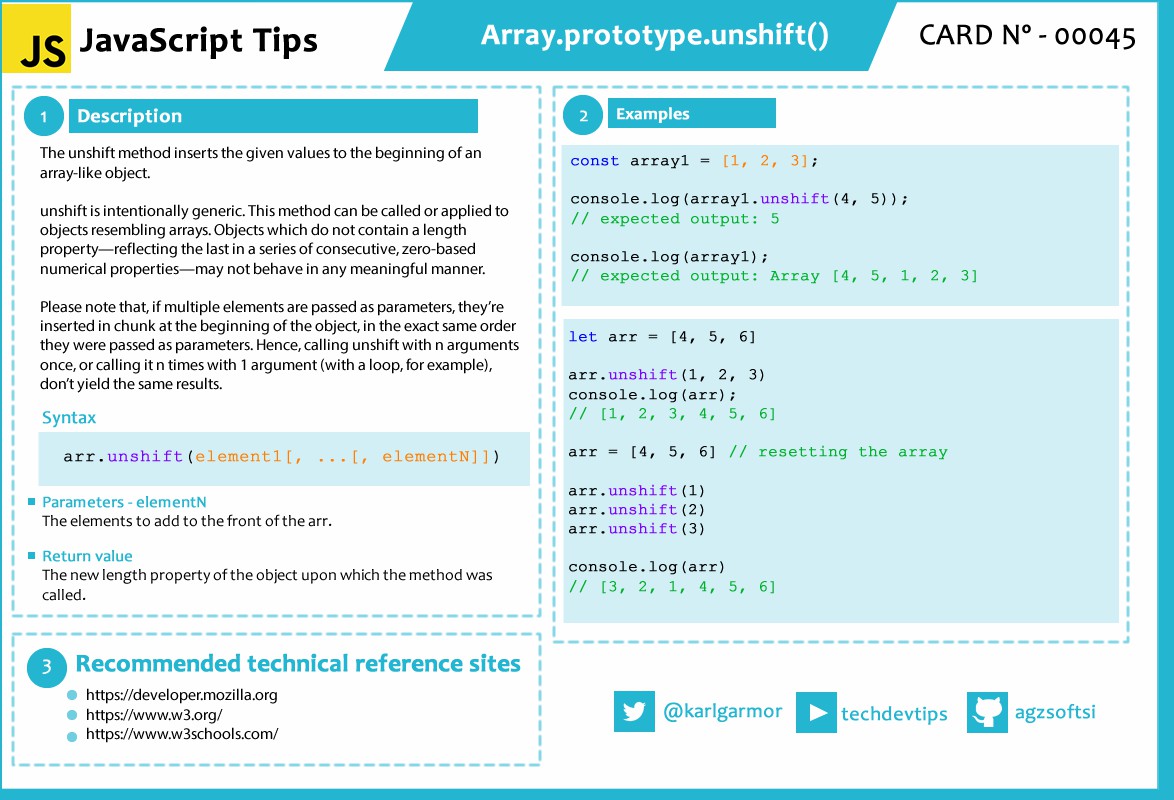 JS JavaScript Tips
Array.prototype.unshift()
CARD Nº - 00045
1 Description
The unshift method inserts the given values to the beginning of an
array-like object.
unshift is intentionally generic. This method can be called or applied to
objects resembling arrays. Objects which do not contain a length
property—reflecting the last in a series of consecutive, zero-based
numerical properties—may not behave in any meaningful manner.
Please note that, if multiple elements are passed as parameters, they're
inserted in chunk at the beginning of the object, in the exact same order
they were passed as parameters. Hence, calling unshift with n arguments
once, or calling it n times with 1 argument (with a loop, for example),
don't yield the same results.
Syntax
arr.unshift(element1[, ...[, elementN]])
Parameters - elementN
The elements to add to the front of the arr.
Return value
The new length property of the object upon which the method was
called.
2 Examples
const array1 = [1, 2, 3];
console.log(array1.unshift(4, 5));
// expected output: 5
console.log(array1);
// expected output: Array [4, 5, 1, 2, 3]
let arr = [4, 5, 6]
arr.unshift(1, 2, 3)
console.log(arr);
// [1, 2, 3, 4, 5, 6]
arr = [4, 5, 6] // resetting the array
arr.unshift(1)
arr.unshift(2)
arr.unshift(3)
console.log(arr)
// [3, 2, 1, 4, 5, 6]
3 Recommended technical reference sites
https://developer.mozilla.org
https://www.w3.org/
https://www.w3schools.com/
@karlgarmor
techdevtips
agzsoftsi